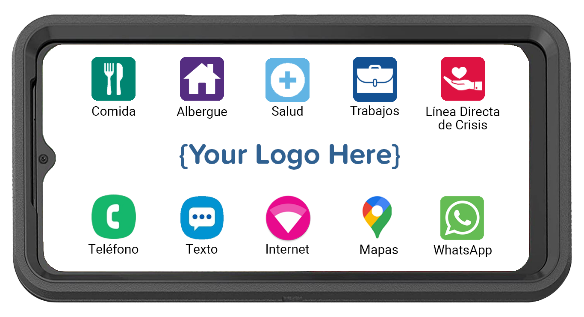 Comida
Albergue
Salud
Trabajos
Línea Directa
de Crisis
{Your Logo Here}
Teléfono
Texto
Internet
Mapas
WhatsApp